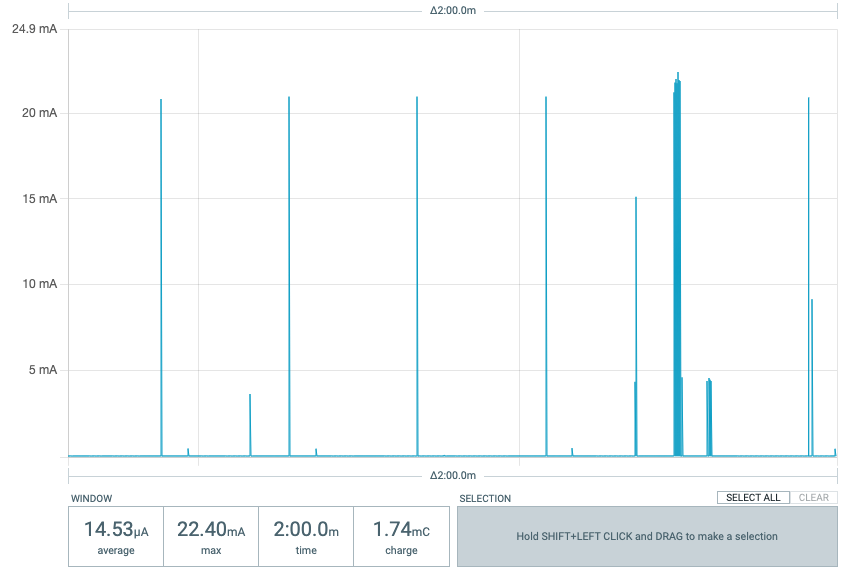 Δ2:00.0m
24.9 mA
20 mA
15 mA
10 mA
5 mA
Δ2:00.0m
WINDOW
SELECTION
SELECT ALL
CLEAR
14.53μA
average
22.40mA
max
2:00.0m
time
1.74mC
charge
Hold SHIFT+LEFT CLICK and DRAG to make a selection